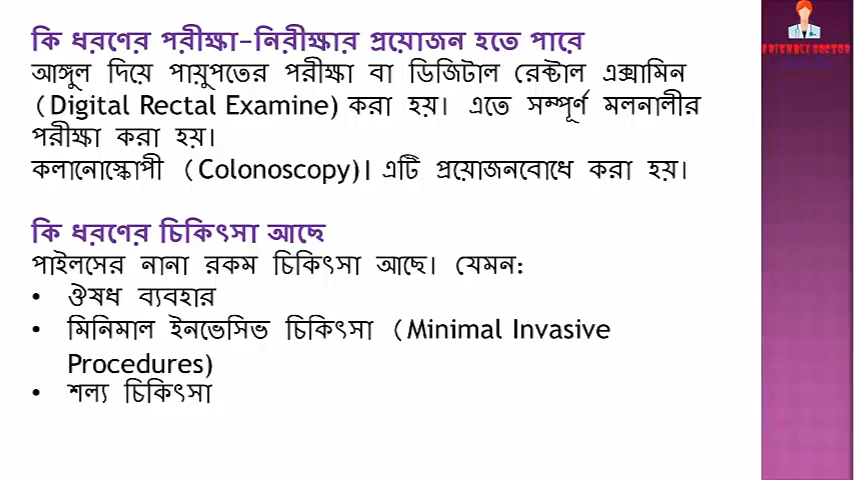 কি ধরণের পরীক্ষা-নিরীক্ষার প্রয়োজন হতে পারে
আঙ্গুল দিয়ে পায়ুপতের পরীক্ষা বা ডিজিটাল রেক্টাল এক্সামিন
(Digital Rectal Examine) করা হয়। এতে সম্পূর্ণ মলনালীর
পরীক্ষা করা হয়।
কলানোস্কোপী (Colonoscopy)। এটি প্রয়োজনবোধে করা হয়।
কি ধরণের চিকিৎসা আছে
পাইলসের নানা রকম চিকিৎসা আছে। যেমন:
• ঔষধ ব্যবহার
• মিনিমাল ইনভেসিভ চিকিৎসা (Minimal Invasive
Procedures)
• শল্য চিকিৎসা
FRIENDLY DOCTOR